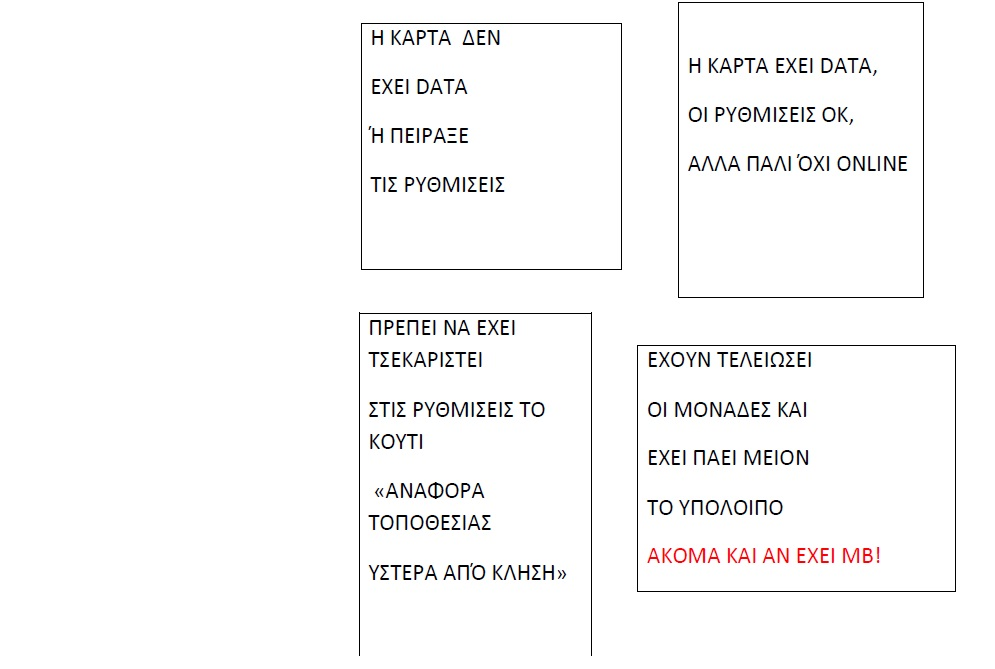 Η ΚΑΡΤΑ ΔΕΝ
ΕΧΕΙ DATA
Ή ΠΕΙΡΑΞΕ
ΤΙΣ ΡΥΘΜΙΣΕΙΣ
Η ΚΑΡΤΑ ΕΧΕΙ DATA,
ΟΙ ΡΥΘΜΙΣΕΙΣ ΟΚ,
ΑΛΛΑ ΠΑΛΙ ΌΧΙ ONLINE
ΠΡΕΠΕΙ ΝΑ ΕΧΕΙ
ΤΣΕΚΑΡΙΣΤΕΙ
ΣΤΙΣ ΡΥΘΜΙΣΕΙΣ ΤΟ
ΚΟΥΤΙ
«ΑΝΑΦΟΡΑ
ΤΟΠΟΘΕΣΙΑΣ
ΥΣΤΕΡΑ ΑΠΌ ΚΛΗΣΗ»
ΕΧΟΥΝ ΤΕΛΕΙΩΣΕΙ
ΟΙ ΜΟΝΑΔΕΣ ΚΑΙ
ΕΧΕΙ ΠΑΕΙ ΜΕΙΟΝ
ΤΟ ΥΠΟΛΟΙΠΟ
ΑΚΟΜΑ ΚΑΙ ΑΝ ΕΧΕΙ MB!